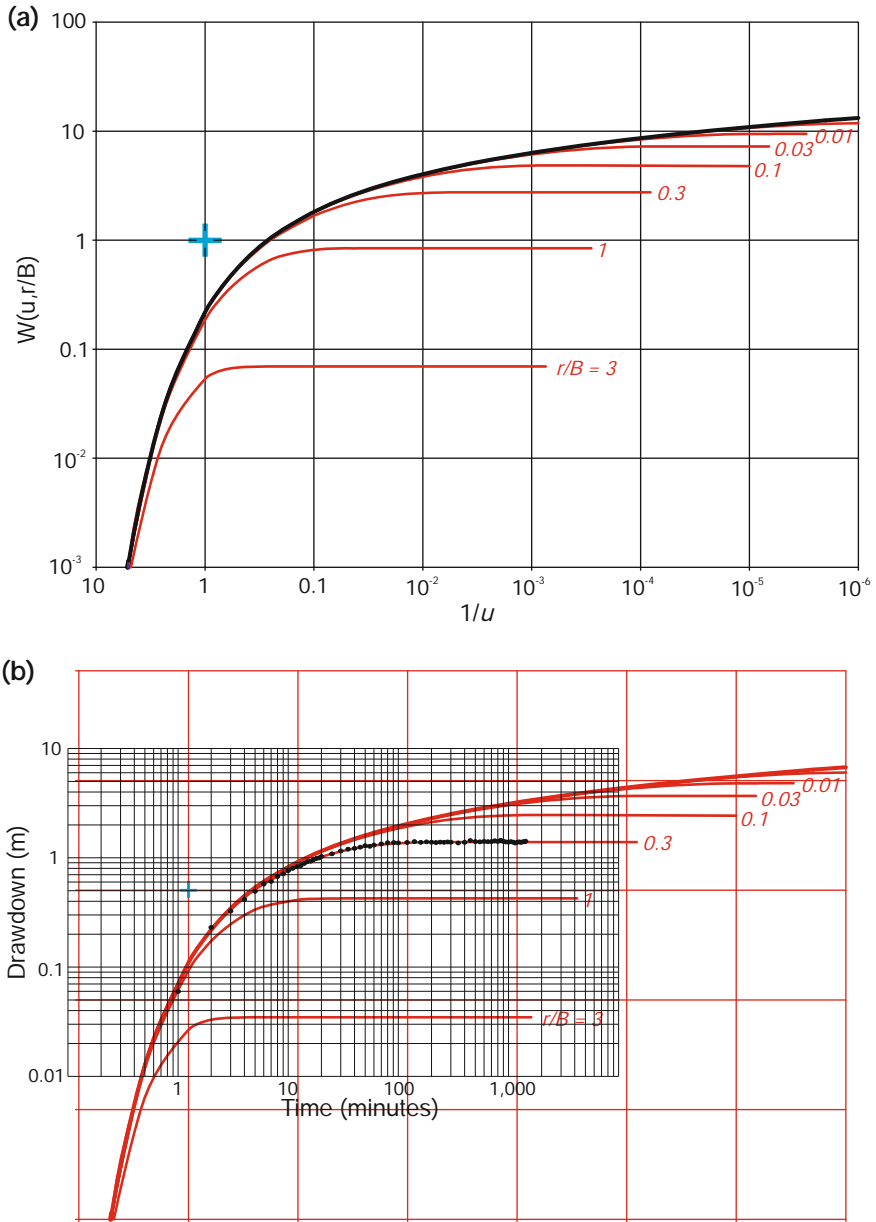 (a)
100
10
1
0.1
10-2
10-3
W(u,r/B)
0.01
0.03
0.1
0.3
1
r/B = 3
10 1 0.1 10-2 10-3 10-4 10-5 10-6
1/u
(b)
10
1
0.1
0.01
Drawdown (m)
0.01
0.03
0.1
0.3
1
r/B = 3
1 10 100 1,000
Time (minutes)